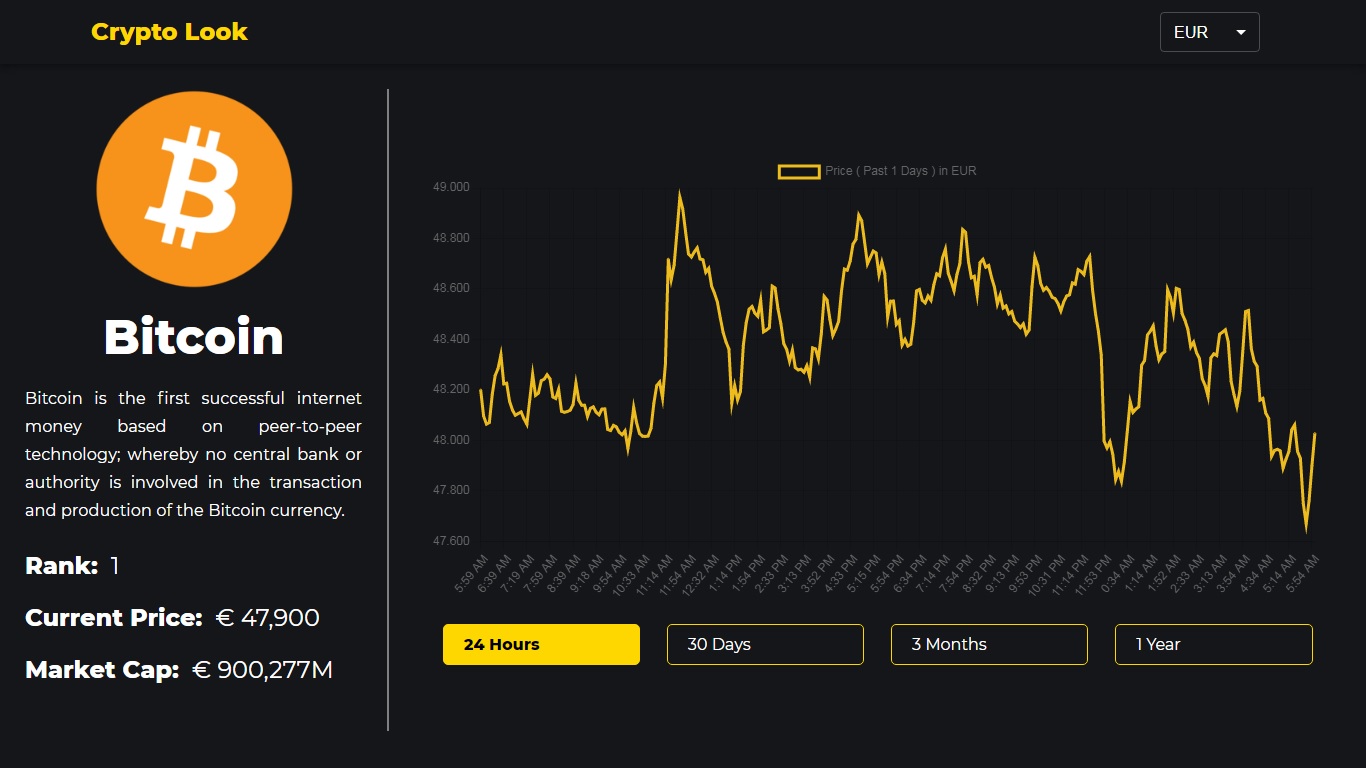 Crypto Look
EUR
Bitcoin
Bitcoin is the first successful internet
money based on peer-to-peer
technology; whereby no central bank or
authority is involved in the transaction
and production of the Bitcoin currency.
Rank: 1
Current Price: € 47,900
Market Cap: € 900,277M
Price ( Past 1 Days ) in EUR
49.000
48.800
48.600
48.400
48.200
48.000
47.800
47.600
5:59 AM
6:39 AM
7:19 AM
7:59 AM
8:39 AM
9:18 AM
9:54 AM
10:33 AM
11:14 AM
11:54 AM
12:32 AM
1:14 PM
1:54 PM
2:33 PM
3:13 PM
3:52 PM
4:33 PM
5:15 PM
5:54 PM
6:34 PM
7:14 PM
7:54 PM
8:32 PM
9:13 PM
9:53 PM
10:31 PM
11:14 PM
11:53 PM
0:34 AM
1:14 AM
1:52 AM
2:33 AM
3:13 AM
3:54 AM
4:34 AM
5:14 AM
5:54 AM
24 Hours
30 Days
3 Months
1 Year